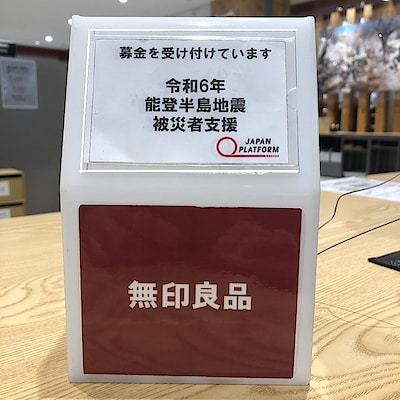 募金を受け付けています
令和6年
能登半島地震
被災者支援
JAPAN
PLATFORM
無印良品